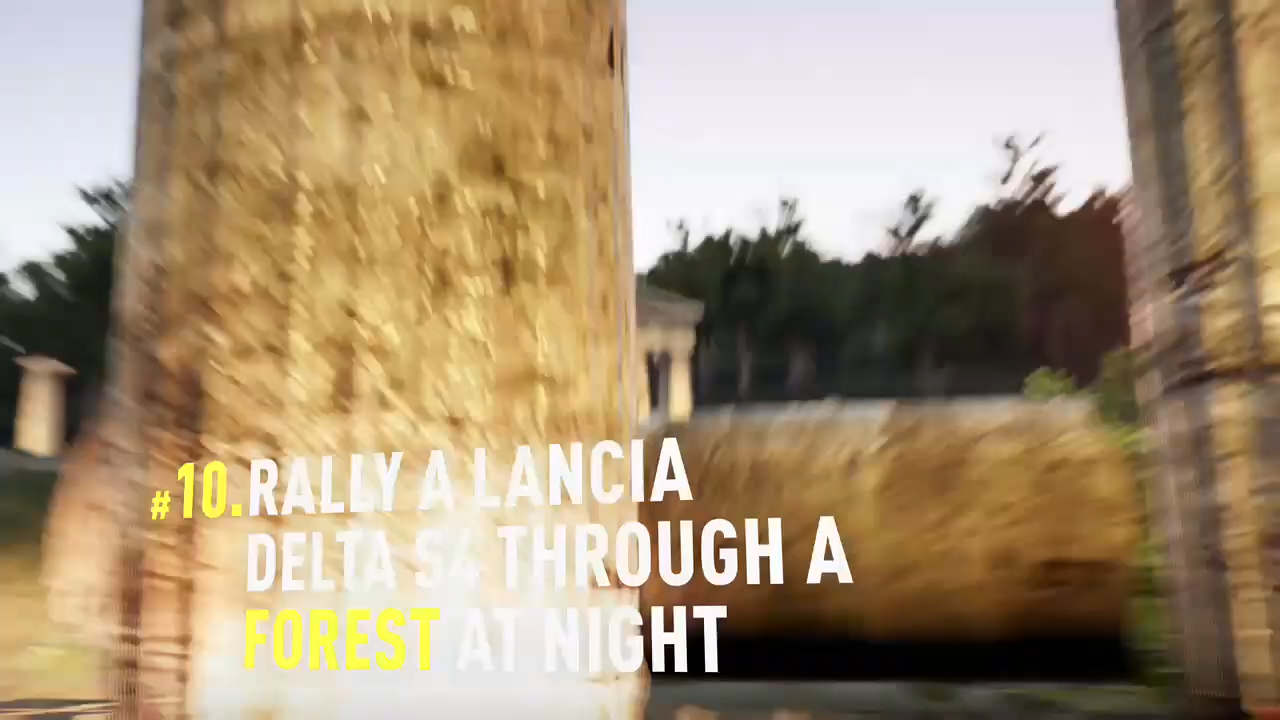 #10. RALLY A LANCIA
DELTA S4 THROUGH A
FOREST AT NIGHT